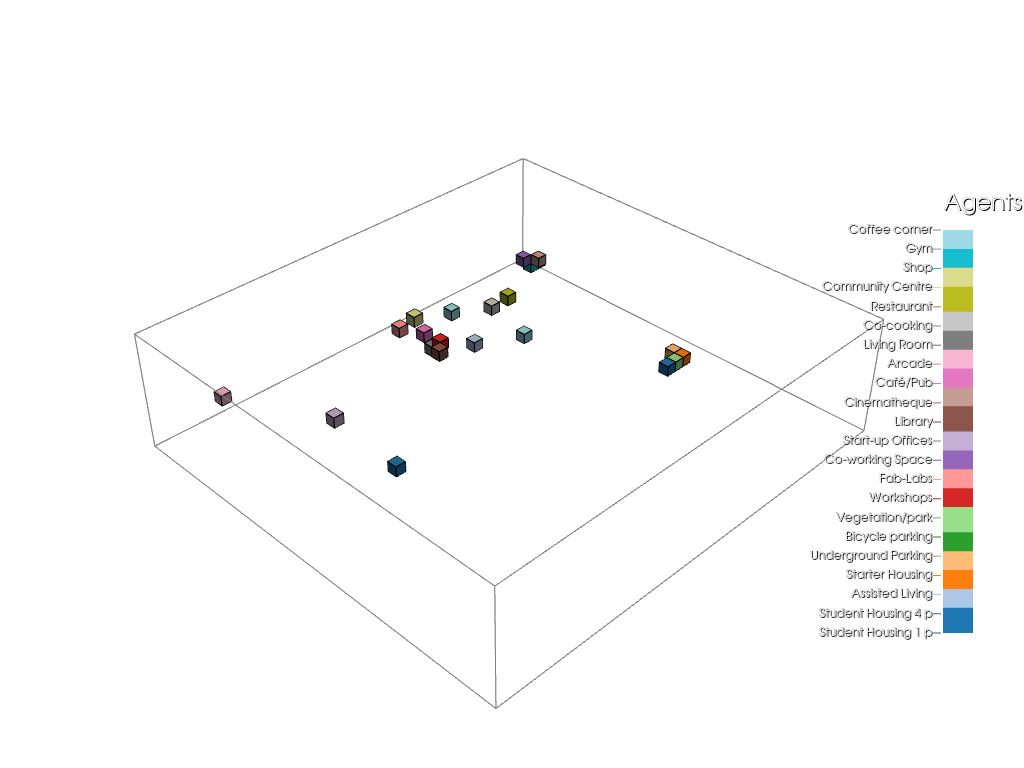 Agents
Coffee corner
Gym
Shop
Community Centre
Restaurant
Co-cooking
Living Room
Arcade
Café/Pub
Cinematheque
Library
Start-up Offices
Co-working Space
Fab-Labs
Workshops
Vegetation/park
Bicycle parking
Underground Parking
Starter Housing
Assisted Living
Student Housing 4 p
Student Housing 1 p